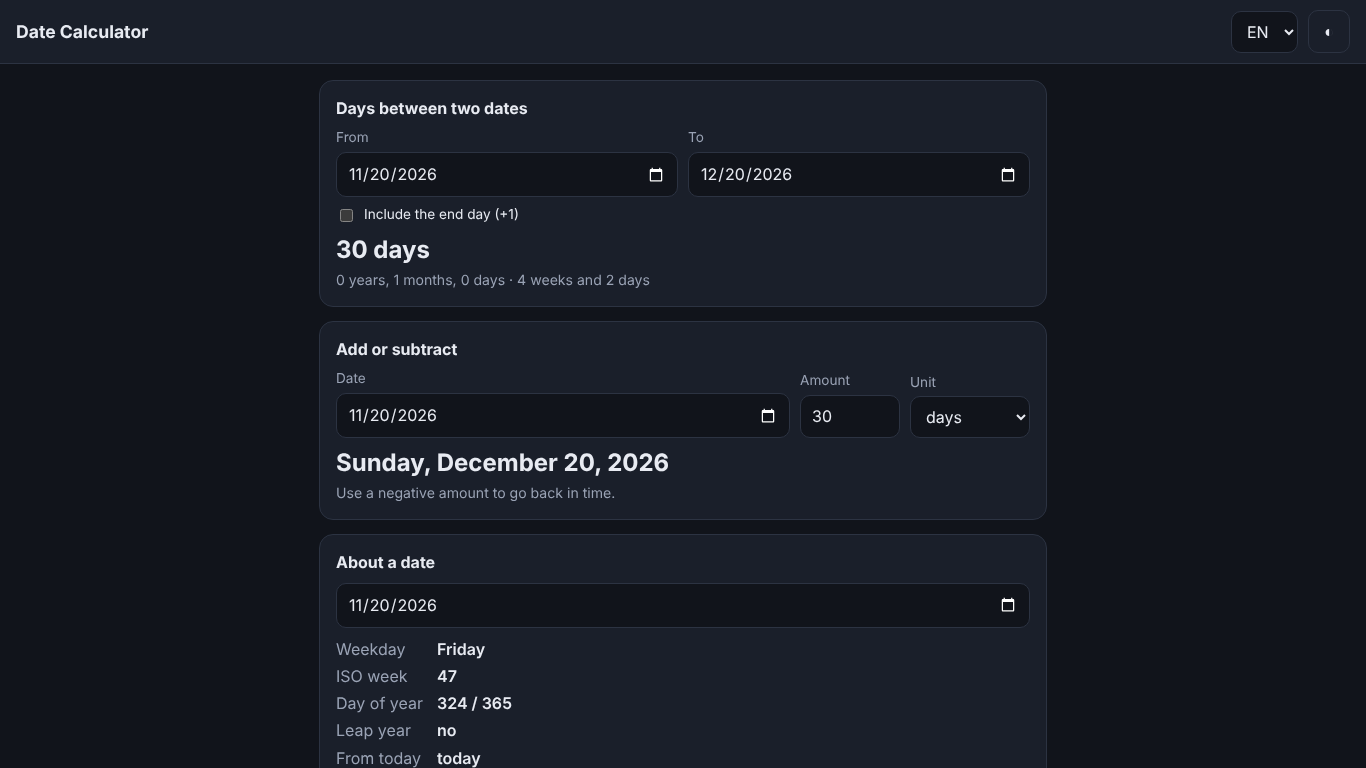 Date Calculator
EN
Days between two dates
From To
11/20/2026 12/20/2026
Include the end day (+1)
30 days
0 years, 1 months, 0 days · 4 weeks and 2 days
Add or subtract
Date Amount Unit
11/20/2026 30 days
Sunday, December 20, 2026
Use a negative amount to go back in time.
About a date
11/20/2026
Weekday Friday
ISO week 47
Day of year 324 / 365
Leap year no
From today today